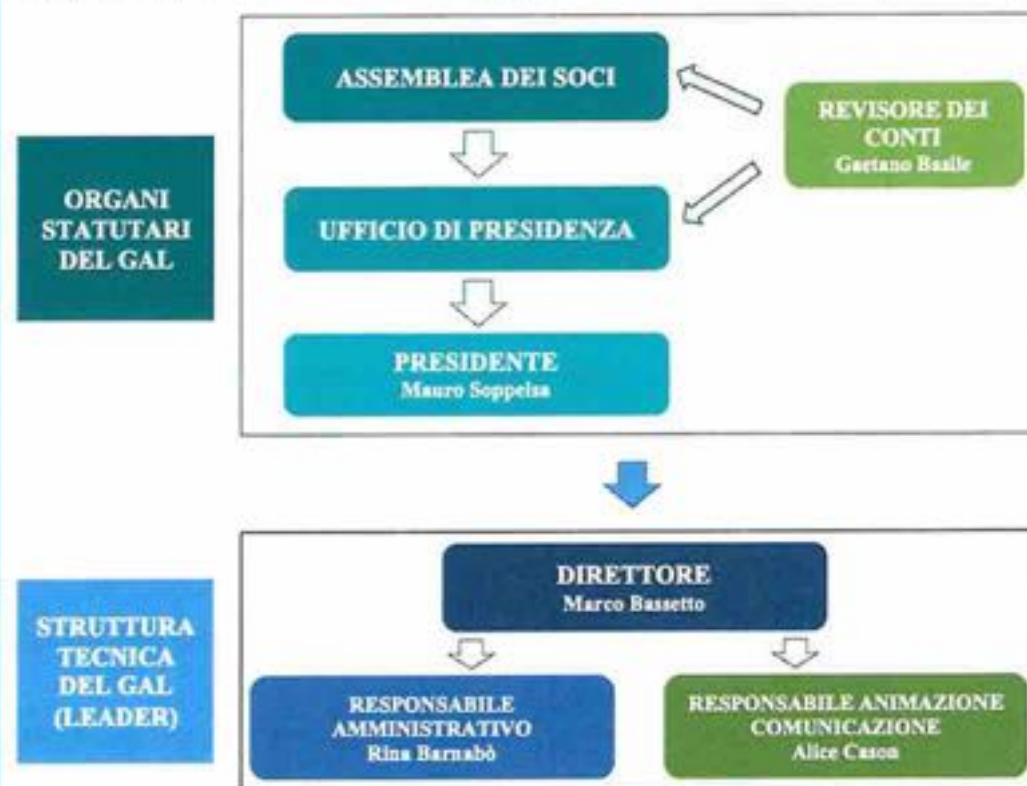 ORGANI
STATUTARI
DEL GAL
ASSEMBLEA DEI SOCI
REVISORE DEI
CONTI
Gaetano
UFFICIO DI PRESIDENZA
PRESIDENTE
Mauro Soppelsa
STRUTTURA
TECNICA
DEL GAL
(LEADER)
DIRETTORE
Marco Bassetto
RESPONSABILE
AMMINISTRATIVO
Rina Barnabò
RESPONSABILE ANIMAZIONE
COMUNICAZIONE
Alice Cason